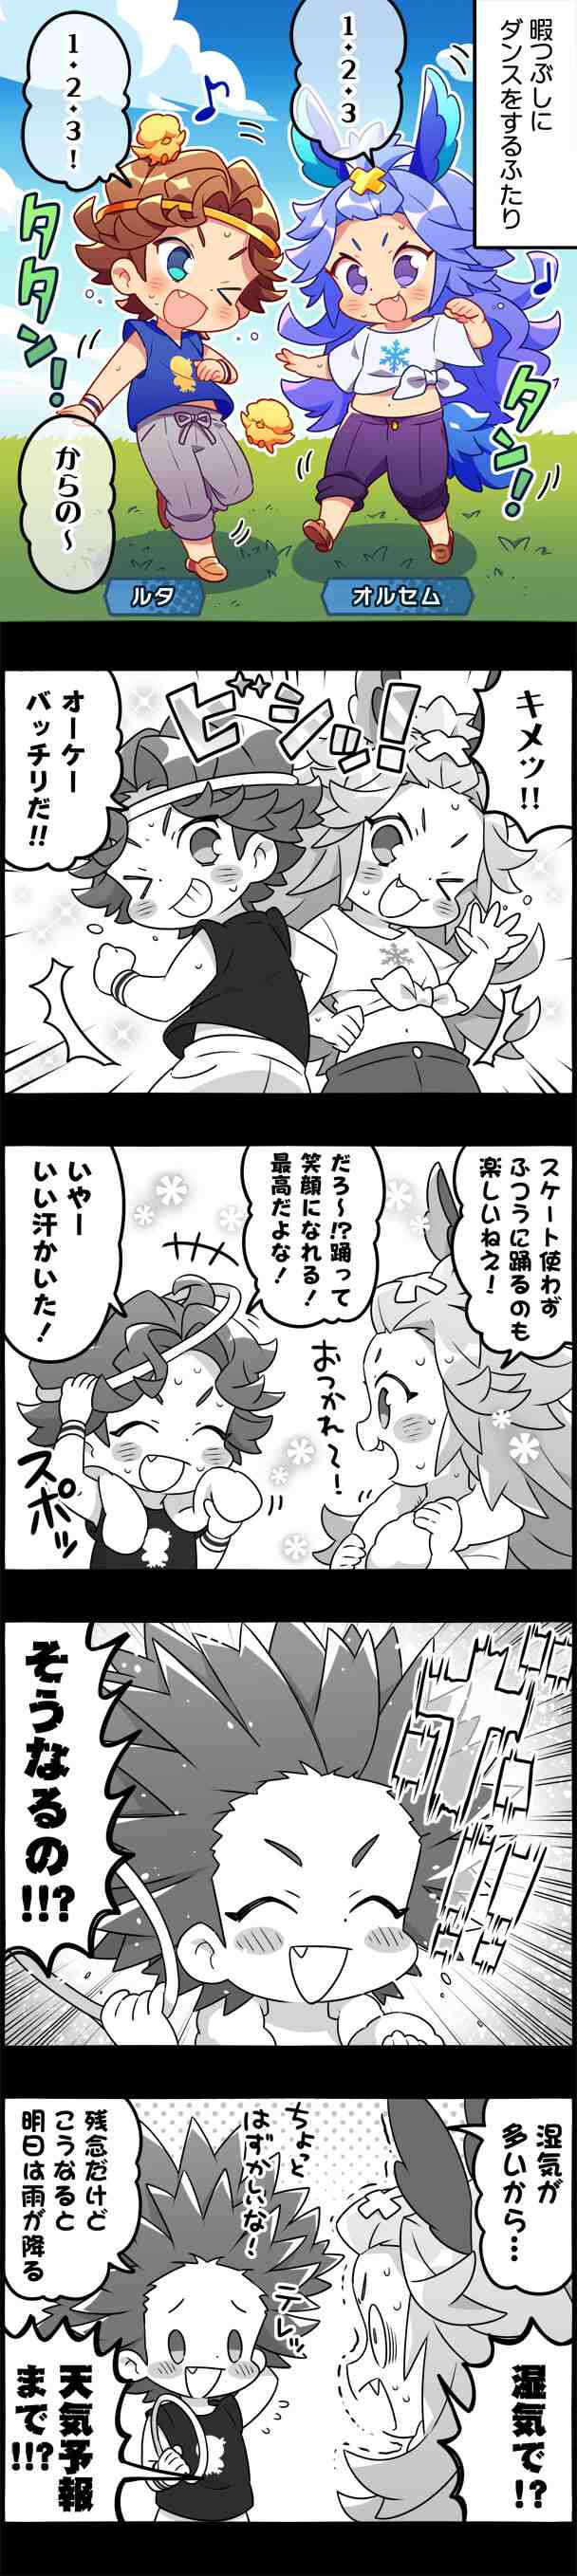 暇つぶしに
ダンスをするふたり
1・2・3
1・2・3！
タタン！
タン！
からの～
ルタ
オルセム
キメッ!!
ビシッ!!
オーケー
バッチリだ!!
スケート使わず
ふつうに踊るのも
楽しいねえ！
だろ～!?踊って
笑顔になれる！
最高だよな！
おつかれ～！
いやー
いい汗かいた！
スポッ
そうなるの!!?
湿気が
多いから…
湿気で!?
ちょっと
はずかしいな！
テレッ
残念だけど
こうなると
明日は雨が降る
天気予報
まで!!?